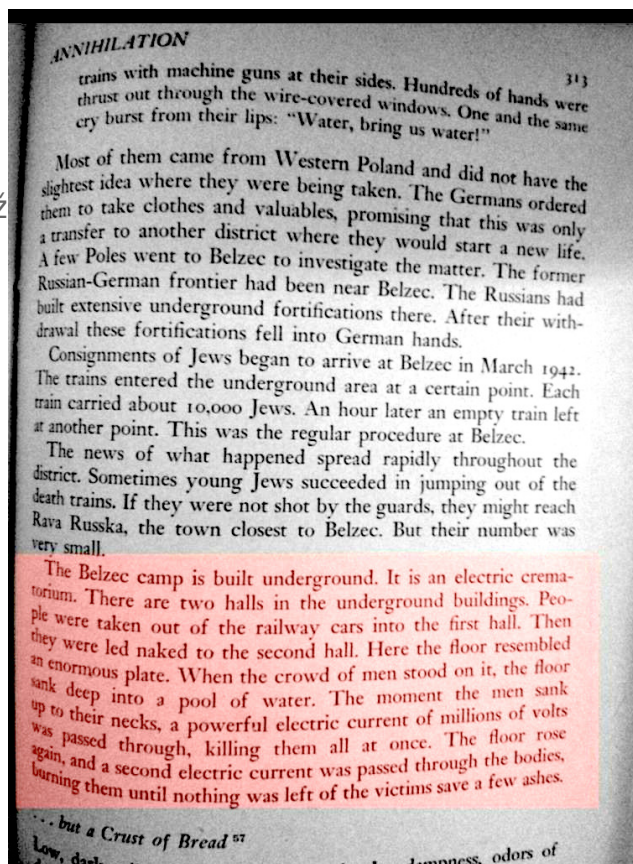 ANNIHILATION
313
trains with machine guns at their sides. Hundreds of hands were
thrust out through the wire-covered windows. One and the same
cry burst from their lips: "Water, bring us water!"
Most of them came from Western Poland and did not have the
slightest idea where they were being taken. The Germans ordered
them to take clothes and valuables, promising that this was only
a transfer to another district where they would start a new life.
A few Poles went to Belzec to investigate the matter. The former
Russian-German frontier had been near Belzec. The Russians had
built extensive underground fortifications there. After their with-
drawal these fortifications fell into German hands.
Consignments of Jews began to arrive at Belzec in March 1942.
The trains entered the underground area at a certain point. Each
train carried about 10,000 Jews. An hour later an empty train left
at another point. This was the regular procedure at Belzec.
The news of what happened spread rapidly throughout the
district. Sometimes young Jews succeeded in jumping out of the
death trains. If they were not shot by the guards, they might reach
Rava Russka, the town closest to Belzec. But their number was
very small.
The Belzec camp is built underground. It is an electric crema-
torium. There are two halls in the underground buildings. Peo-
ple were taken out of the railway cars into the first hall. Then
they were led naked to the second hall. Here the floor resembled
an enormous plate. When the crowd of men stood on it, the floor
sank deep into a pool of water. The moment the men sank
up to their necks, a powerful electric current of millions of volts
was passed through, killing them all at once. The floor rose
again, and a second electric current was passed through the bodies,
burning them until nothing was left of the victims save a few ashes.
... but a Crust of Bread 57
Low, odors of